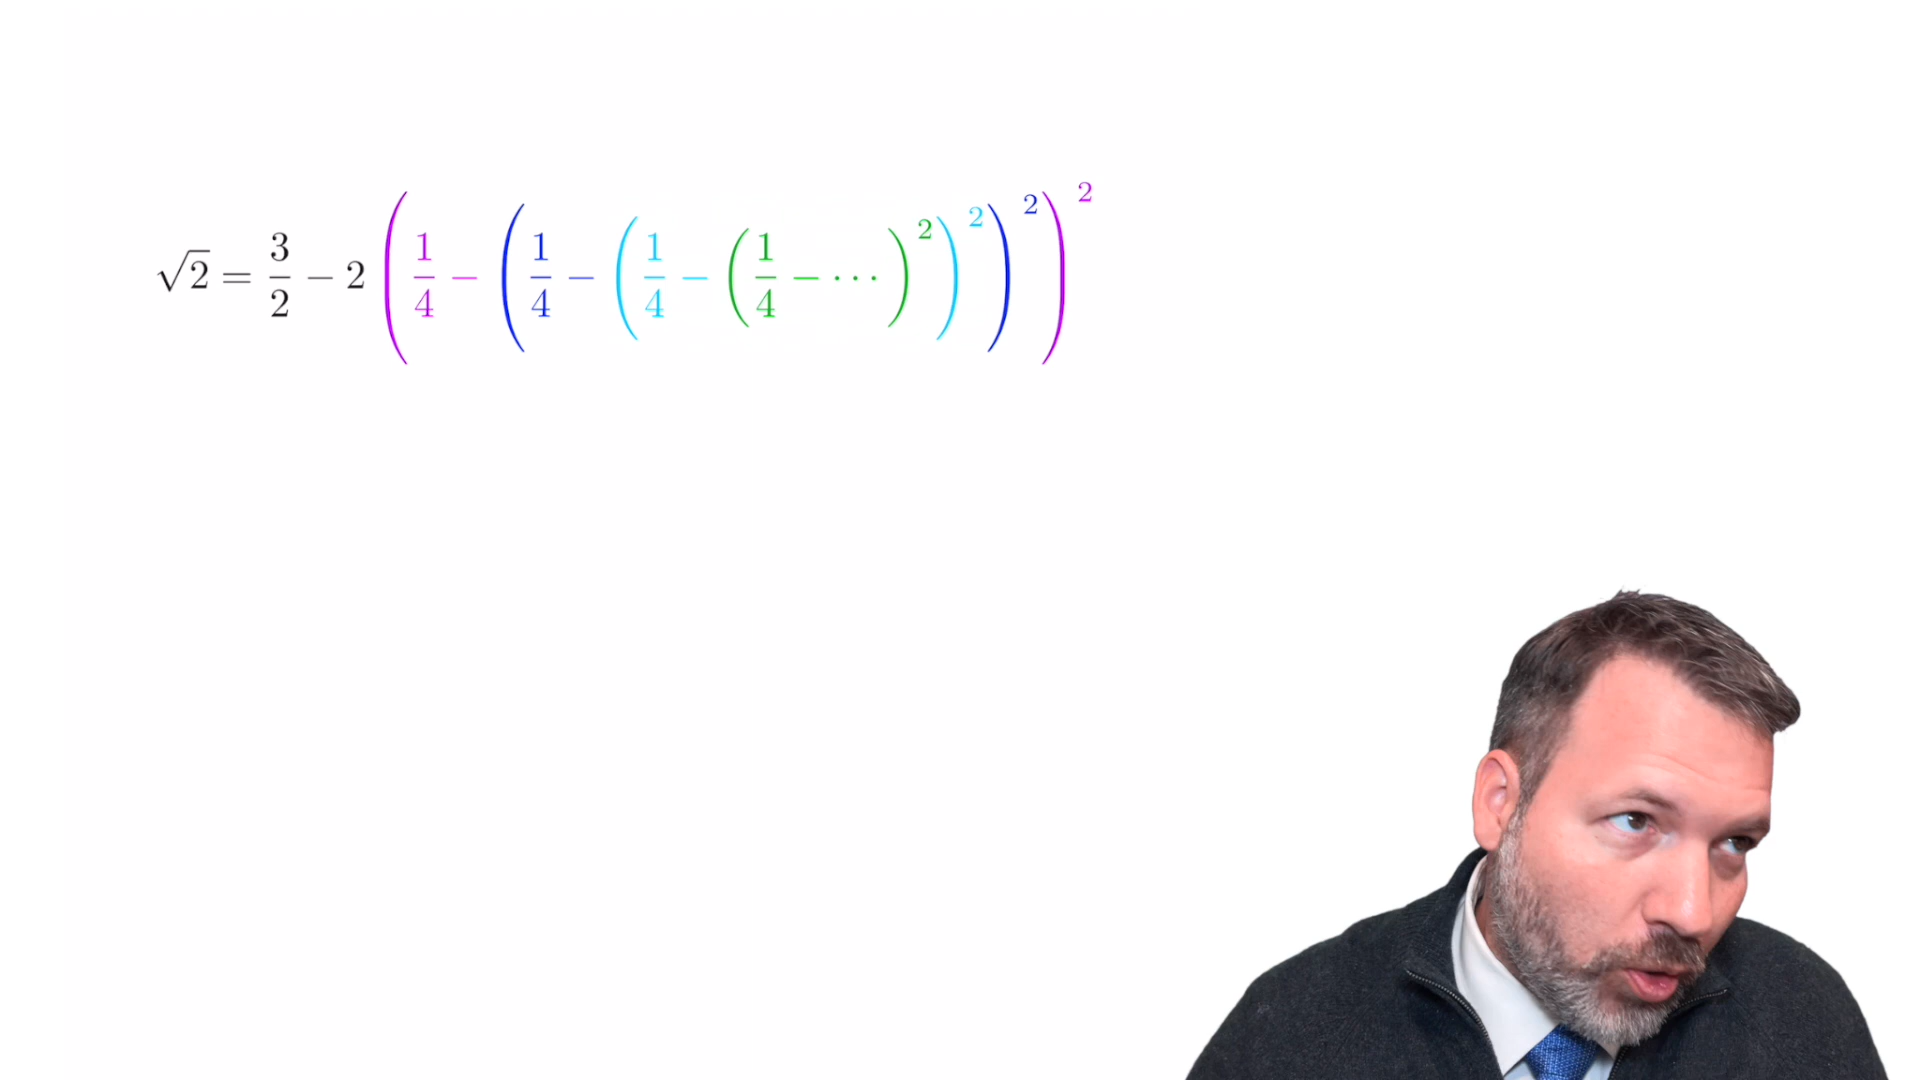 √2 = 3/2 − 2(1/4 − (1/4 − (1/4 − (1/4 − ⋯)²)²)²)²